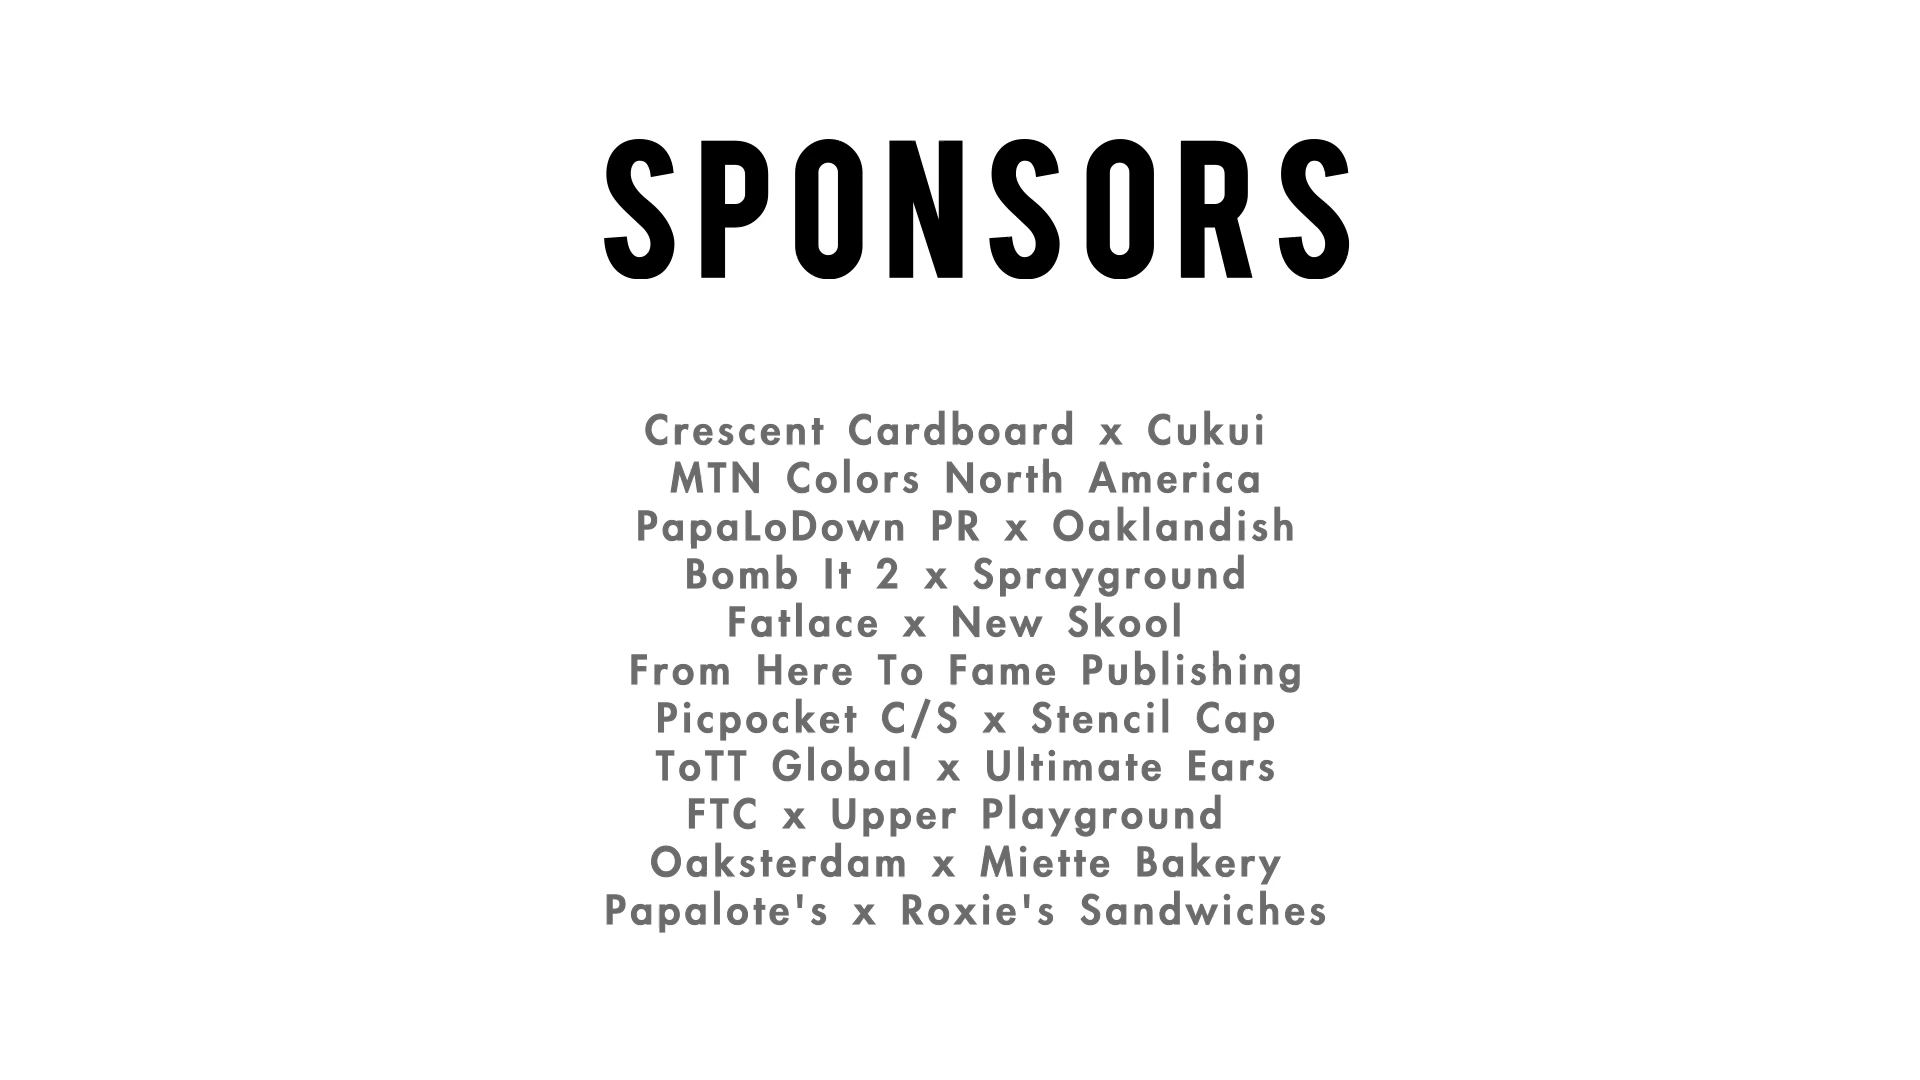 SPONSORS
Crescent Cardboard x Cukui
MTN Colors North America
PapaLoDown PR x Oaklandish
Bomb It 2 x Sprayground
Fatlace x New Skool
From Here To Fame Publishing
Picpocket C/S x Stencil Cap
ToTT Global x Ultimate Ears
FTC x Upper Playground
Oaksterdam x Miette Bakery
Papalote's x Roxie's Sandwiches